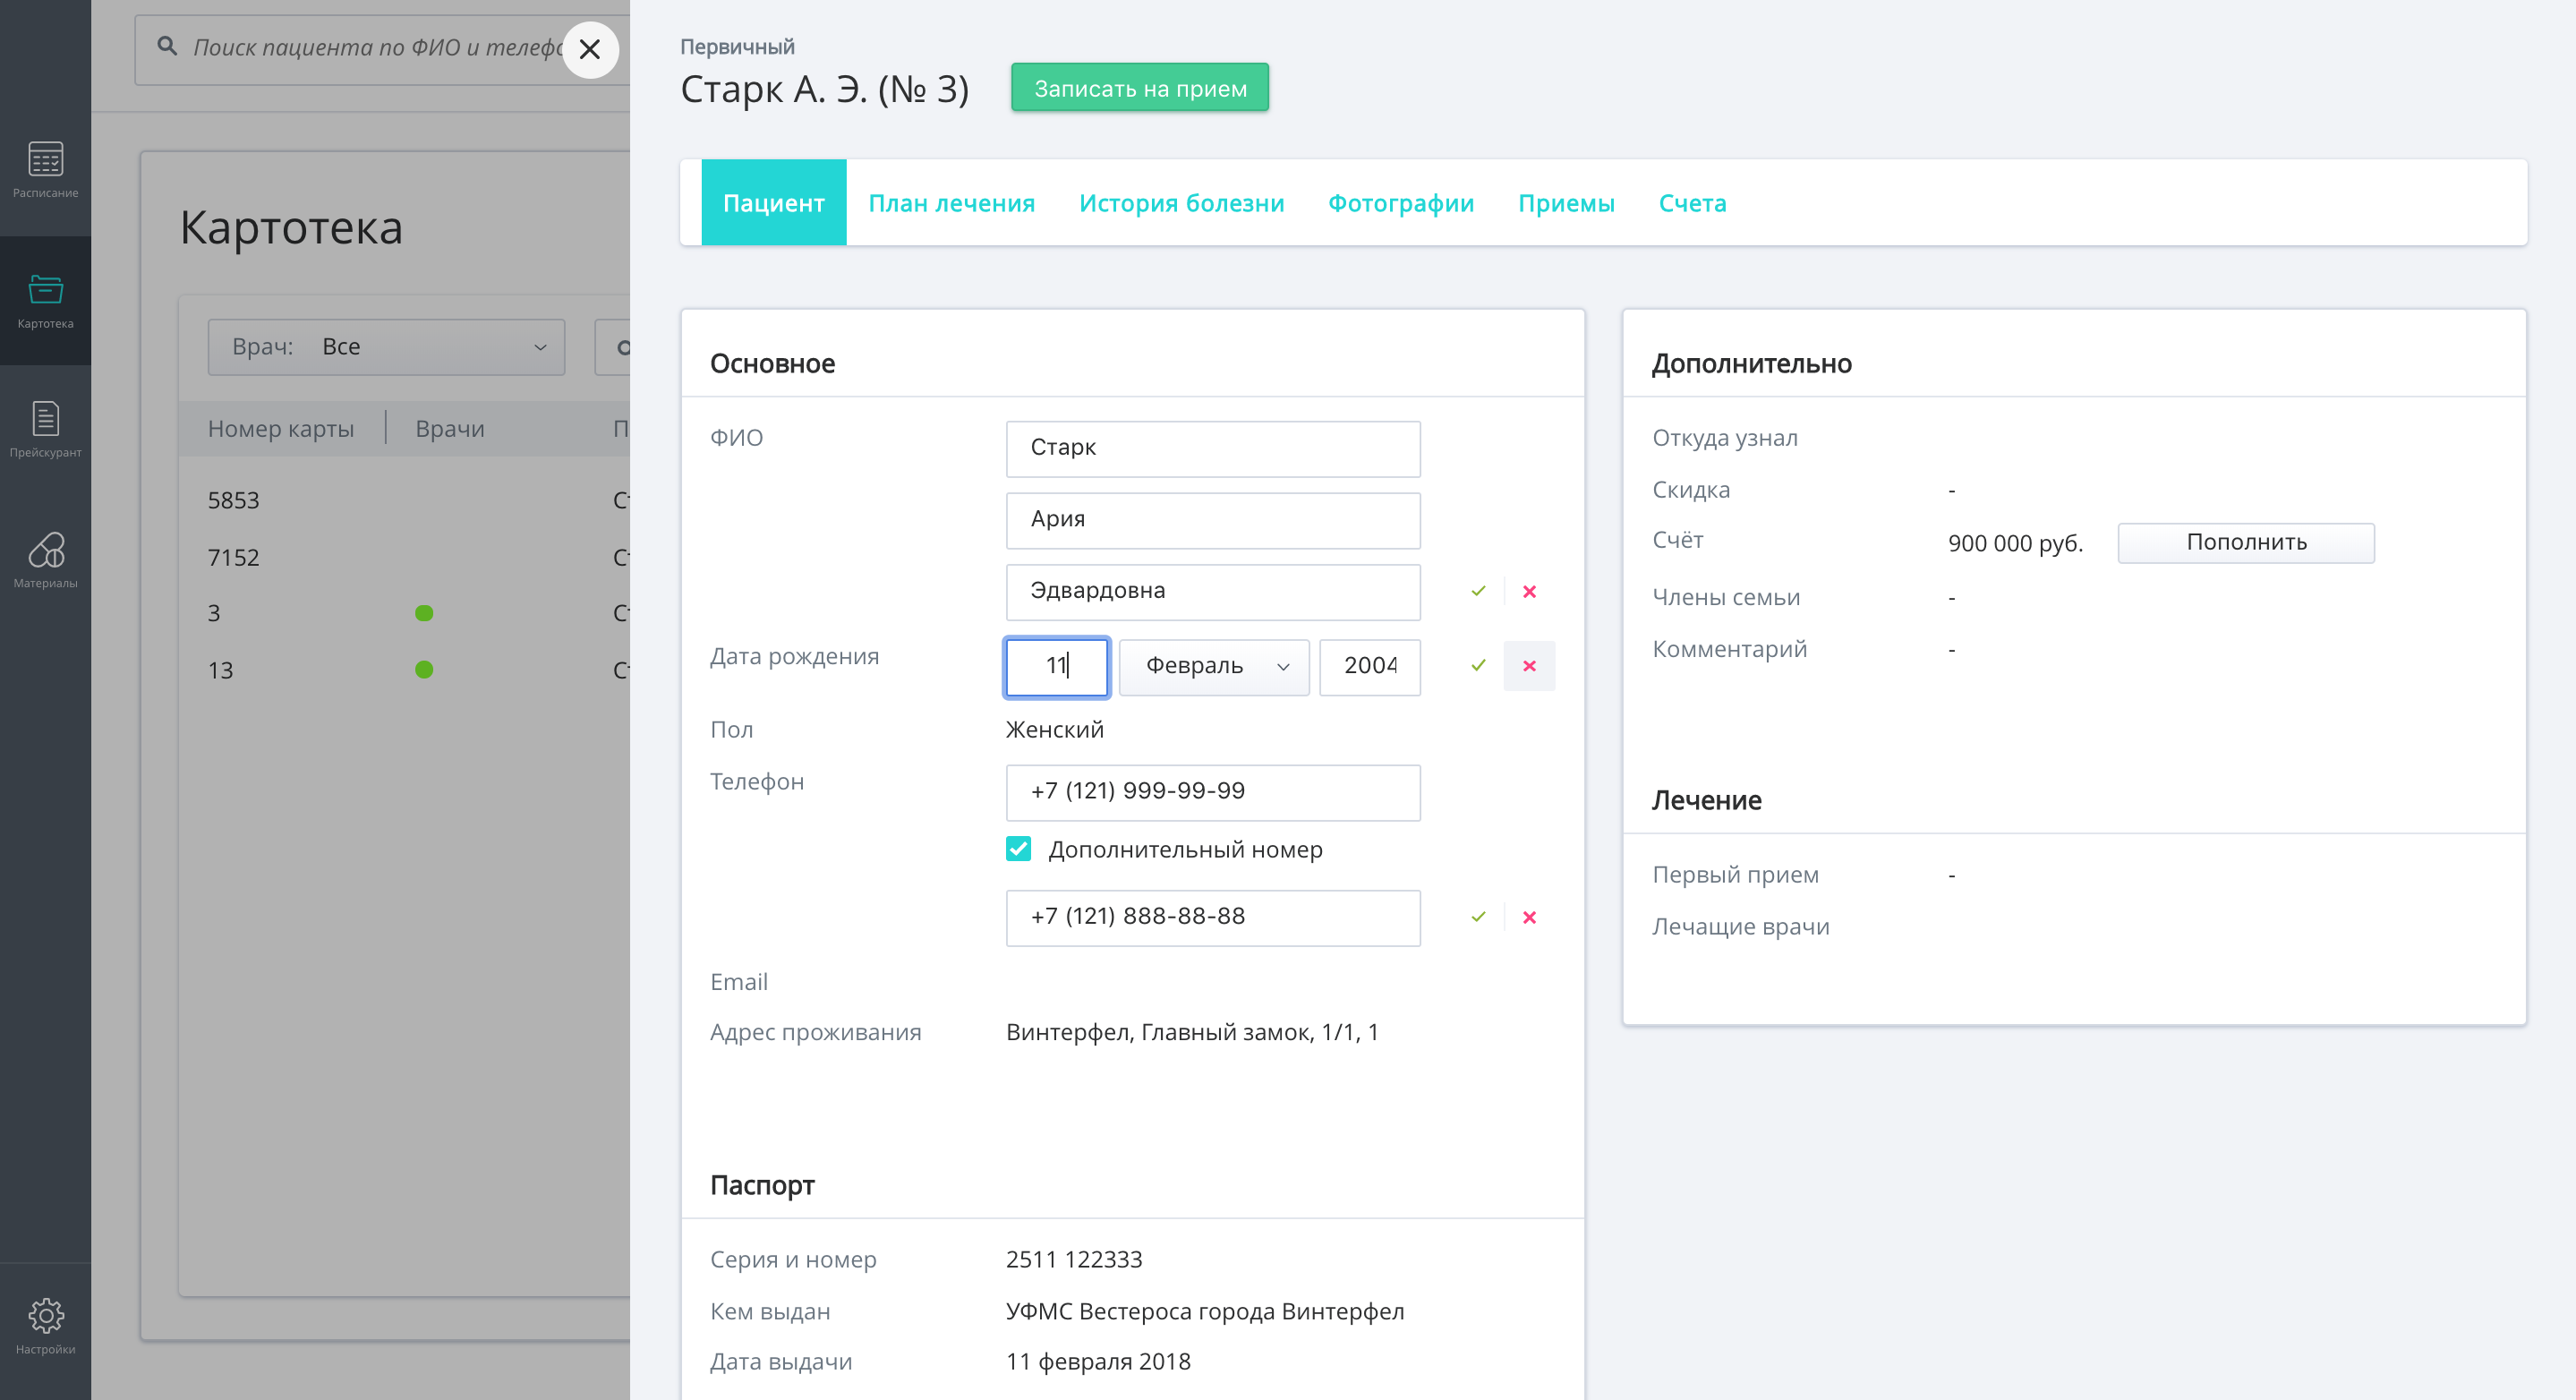 Поиск пациента по ФИО и телефо
Расписание
Картотека
Прейскурант
Материалы
Настройки
Картотека
Врач: Все
Номер карты Врачи П
5853 Ст
7152 Ст
3 Ст
13 Ст
Первичный
Старк А. Э. (№ 3) Записать на прием
Пациент План лечения История болезни Фотографии Приемы Счета
Основное
ФИО Старк
Ария
Эдвардовна
Дата рождения 11 Февраль 2004
Пол Женский
Телефон +7 (121) 999-99-99
Дополнительный номер
+7 (121) 888-88-88
Email
Адрес проживания Винтерфел, Главный замок, 1/1, 1
Паспорт
Серия и номер 2511 122333
Кем выдан УФМС Вестероса города Винтерфел
Дата выдачи 11 февраля 2018
Дополнительно
Откуда узнал
Скидка -
Счёт 900 000 руб. Пополнить
Члены семьи -
Комментарий -
Лечение
Первый прием -
Лечащие врачи